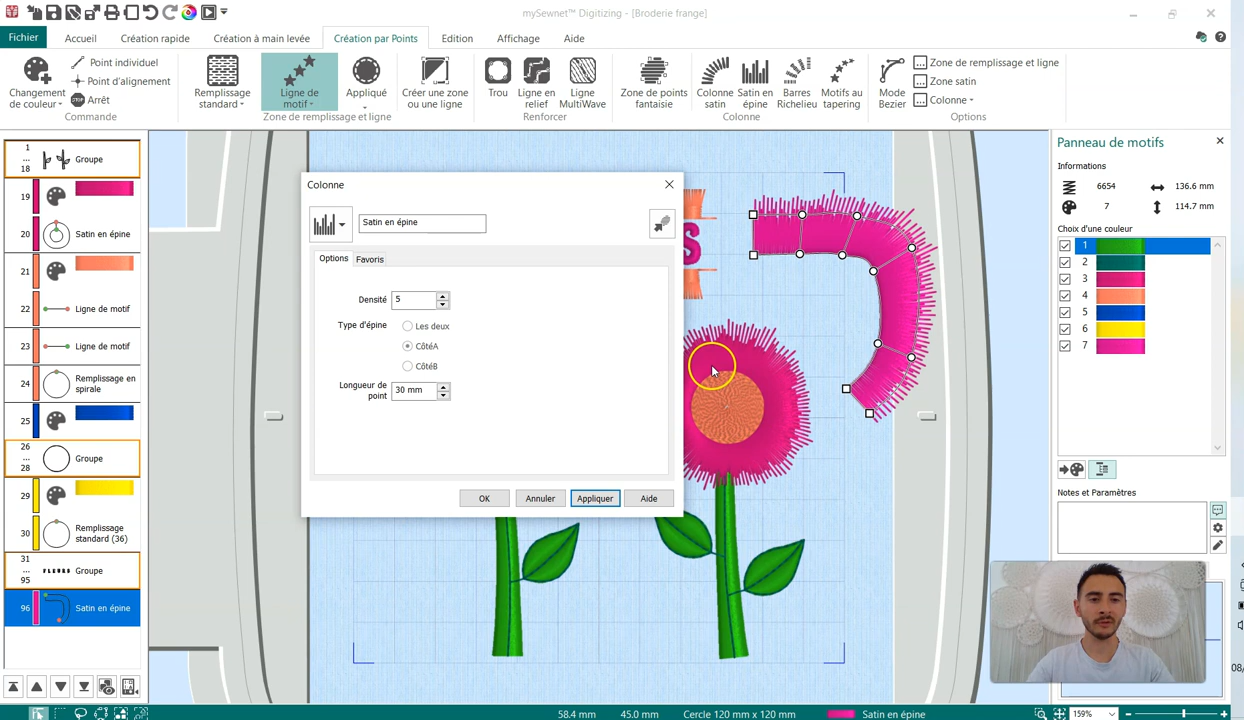 mySewnet™ Digitizing - [Broderie frange]
Fichier Accueil Création rapide Création à main levée Création par Points Edition Affichage Aide
Changement de couleur
Point individuel
Point d'alignement
Arrêt
Commande
Remplissage standard
Ligne de motif
Appliqué
Créer une zone ou une ligne
Zone de remplissage et ligne
Trou
Ligne en relief
Ligne MultiWave
Renforcer
Zone de points fantaisie
Colonne satin
Satin en épine
Barres Richelieu
Motifs au tapering
Colonne
Mode Bezier
Zone de remplissage et ligne
Zone satin
Colonne
Options
1
...
18
Groupe
19
20 Satin en épine
21
22 Ligne de motif
23 Ligne de motif
24 Remplissage en spirale
25
26
...
28
Groupe
29
30 Remplissage standard (36)
31
...
95
FLEURS Groupe
96 Satin en épine
Colonne
Satin en épine
Options Favoris
Densité 5
Type d'épine Les deux
CôtéA
CôtéB
Longueur de point 30 mm
OK Annuler Appliquer Aide
S
Panneau de motifs
Informations
6654 136.6 mm
7 114.7 mm
Choix d'une couleur
1
2
3
4
5
6
7
Notes et Paramètres
08/
58.4 mm 45.0 mm Cercle 120 mm x 120 mm Satin en épine 159%